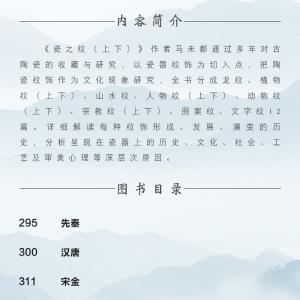 内容简介
《瓷之纹（上下）》作者马未都通过多年对古
陶瓷的收藏与研究，以瓷器纹饰为切入点，把陶
瓷纹饰作为文化现象研究，全书分成龙纹、植物
纹（上下）、山水纹、人物纹（上下）、动物纹
（上下）、宗教纹（上下）、图案纹、文字纹12
篇。详细解读每种纹饰形成、发展、演变的历
史，分析呈现在瓷器上的历史、文化、社会、工
艺及审美心理等深层次原因。
图书目录
295 先秦
300 汉唐
311 宋金